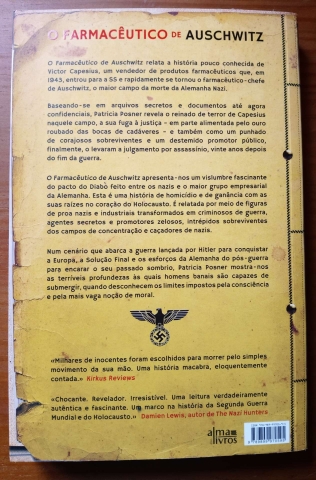 O FARMACÊUTICO DE AUSCHWITZ
O Farmacêutico de Auschwitz relata a história pouco conhecida de
Victor Capesius, um vendedor de produtos farmacêuticos que, em
1943, entrou para a SS e rapidamente se tornou o farmacêutico-chefe
de Auschwitz, o maior campo da morte da Alemanha Nazi.
Baseando-se em arquivos secretos e documentos até agora
confidenciais, Patricia Posner revela o reinado de terror de Capesius
naquele campo, a sua fuga à justiça - em parte alimentada pelo ouro
roubado das bocas de cadáveres - e também como um punhado
de corajosos sobreviventes e um destemido promotor público,
finalmente, o levaram a julgamento por assassínio, vinte anos depois
do fim da guerra.
O Farmacêutico de Auschwitz apresenta-nos um vislumbre fascinante
do pacto do Diabo feito entre os nazis e o maior grupo empresarial
da Alemanha. Esta é uma história de homicídio e de ganância com as
suas raízes no coração do Holocausto. É relatada por meio de figuras
de proa nazis e industriais transformados em criminosos de guerra,
agentes secretos e promotores zelosos, intrépidos sobreviventes
dos campos de concentração e caçadores de nazis.
Num cenário que abarca a guerra lançada por Hitler para conquistar
a Europa, a Solução Final e os esforços da Alemanha do pós-guerra
para encarar o seu passado sombrio, Patricia Posner mostra-nos
as terríveis profundezas às quais homens banais são capazes de
submergir, quando desconhecem os limites impostos pela consciência
e pela mais vaga noção de moral.
«Milhares de inocentes foram escolhidos para morrer pelo simples
movimento da sua mão. Uma história macabra, eloquentemente
contada.» Kirkus Reviews
«Chocante. Revelador. Irresistível. Uma leitura verdadeiramente
autêntica e fascinante. Um marco na história da Segunda Guerra
Mundial e do Holocausto.» Damien Lewis, autor de The Nazi Hunters
alma
livros